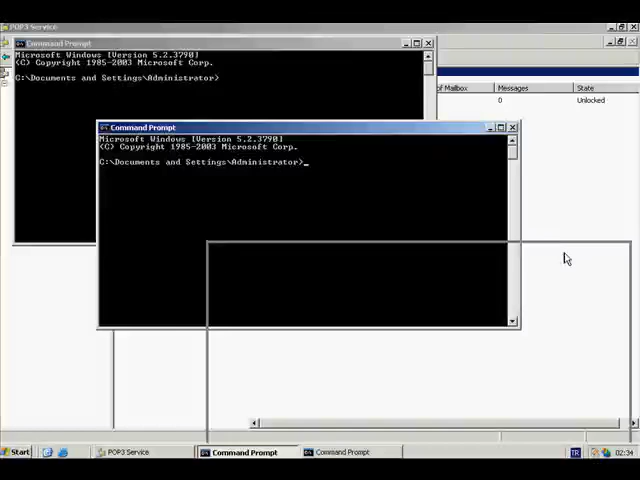 POP3 Service
Command Prompt
Microsoft Windows [Version 5.2.3790]
(C) Copyright 1985-2003 Microsoft Corp.
C:\Documents and Settings\Administrator>
of Mailbox Messages State
0 Unlocked
Command Prompt
Microsoft Windows [Version 5.2.3790]
(C) Copyright 1985-2003 Microsoft Corp.
C:\Documents and Settings\Administrator>_
Start POP3 Service Command Prompt Command Prompt TR 02:34